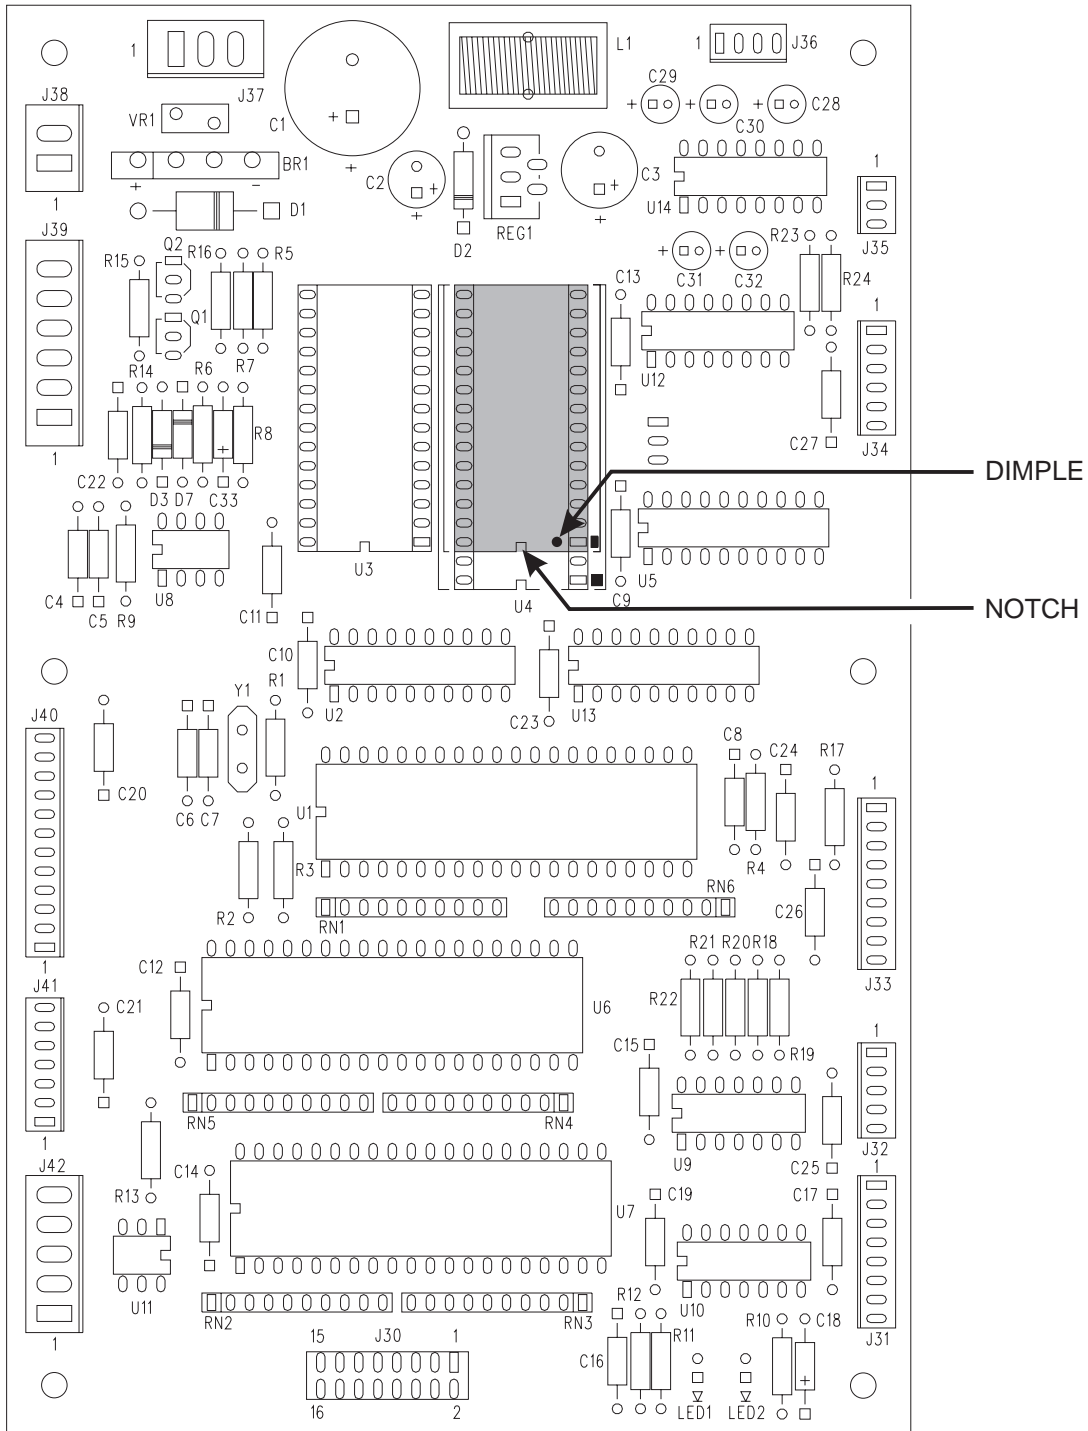 1
J37
L1
1
J36
J38
VR1
C1
+
+
C29
+
+
C30
+
C28
BR1
+
-
C2
+
+
C3
+
+
U14
1
1
J39
D1
D2
REG1
J35
R15
Q2
R16
R5
Q1
+
C31
+
C32
R23
R24
C13
1
R14
R6
R7
U12
R8
+
C27
J34
1
C22
D3
D7
C33
DIMPLE
U3
U4
U5
C9
C4
C5
R9
U8
C11
NOTCH
C10
R1
Y1
U2
C23
U13
J40
C8
C24
R17
1
C20
C6
C7
U1
R4
R2
R3
RN1
RN6
C26
1
J41
C12
U6
R21
R20
R18
R22
R19
J33
C21
C15
1
RN5
RN4
1
J42
R13
C14
U7
U9
C25
J32
1
C19
C17
U11
RN2
RN3
U10
1
15
J30
1
16
2
R12
R11
C16
LED1
LED2
R10
C18
+
J31